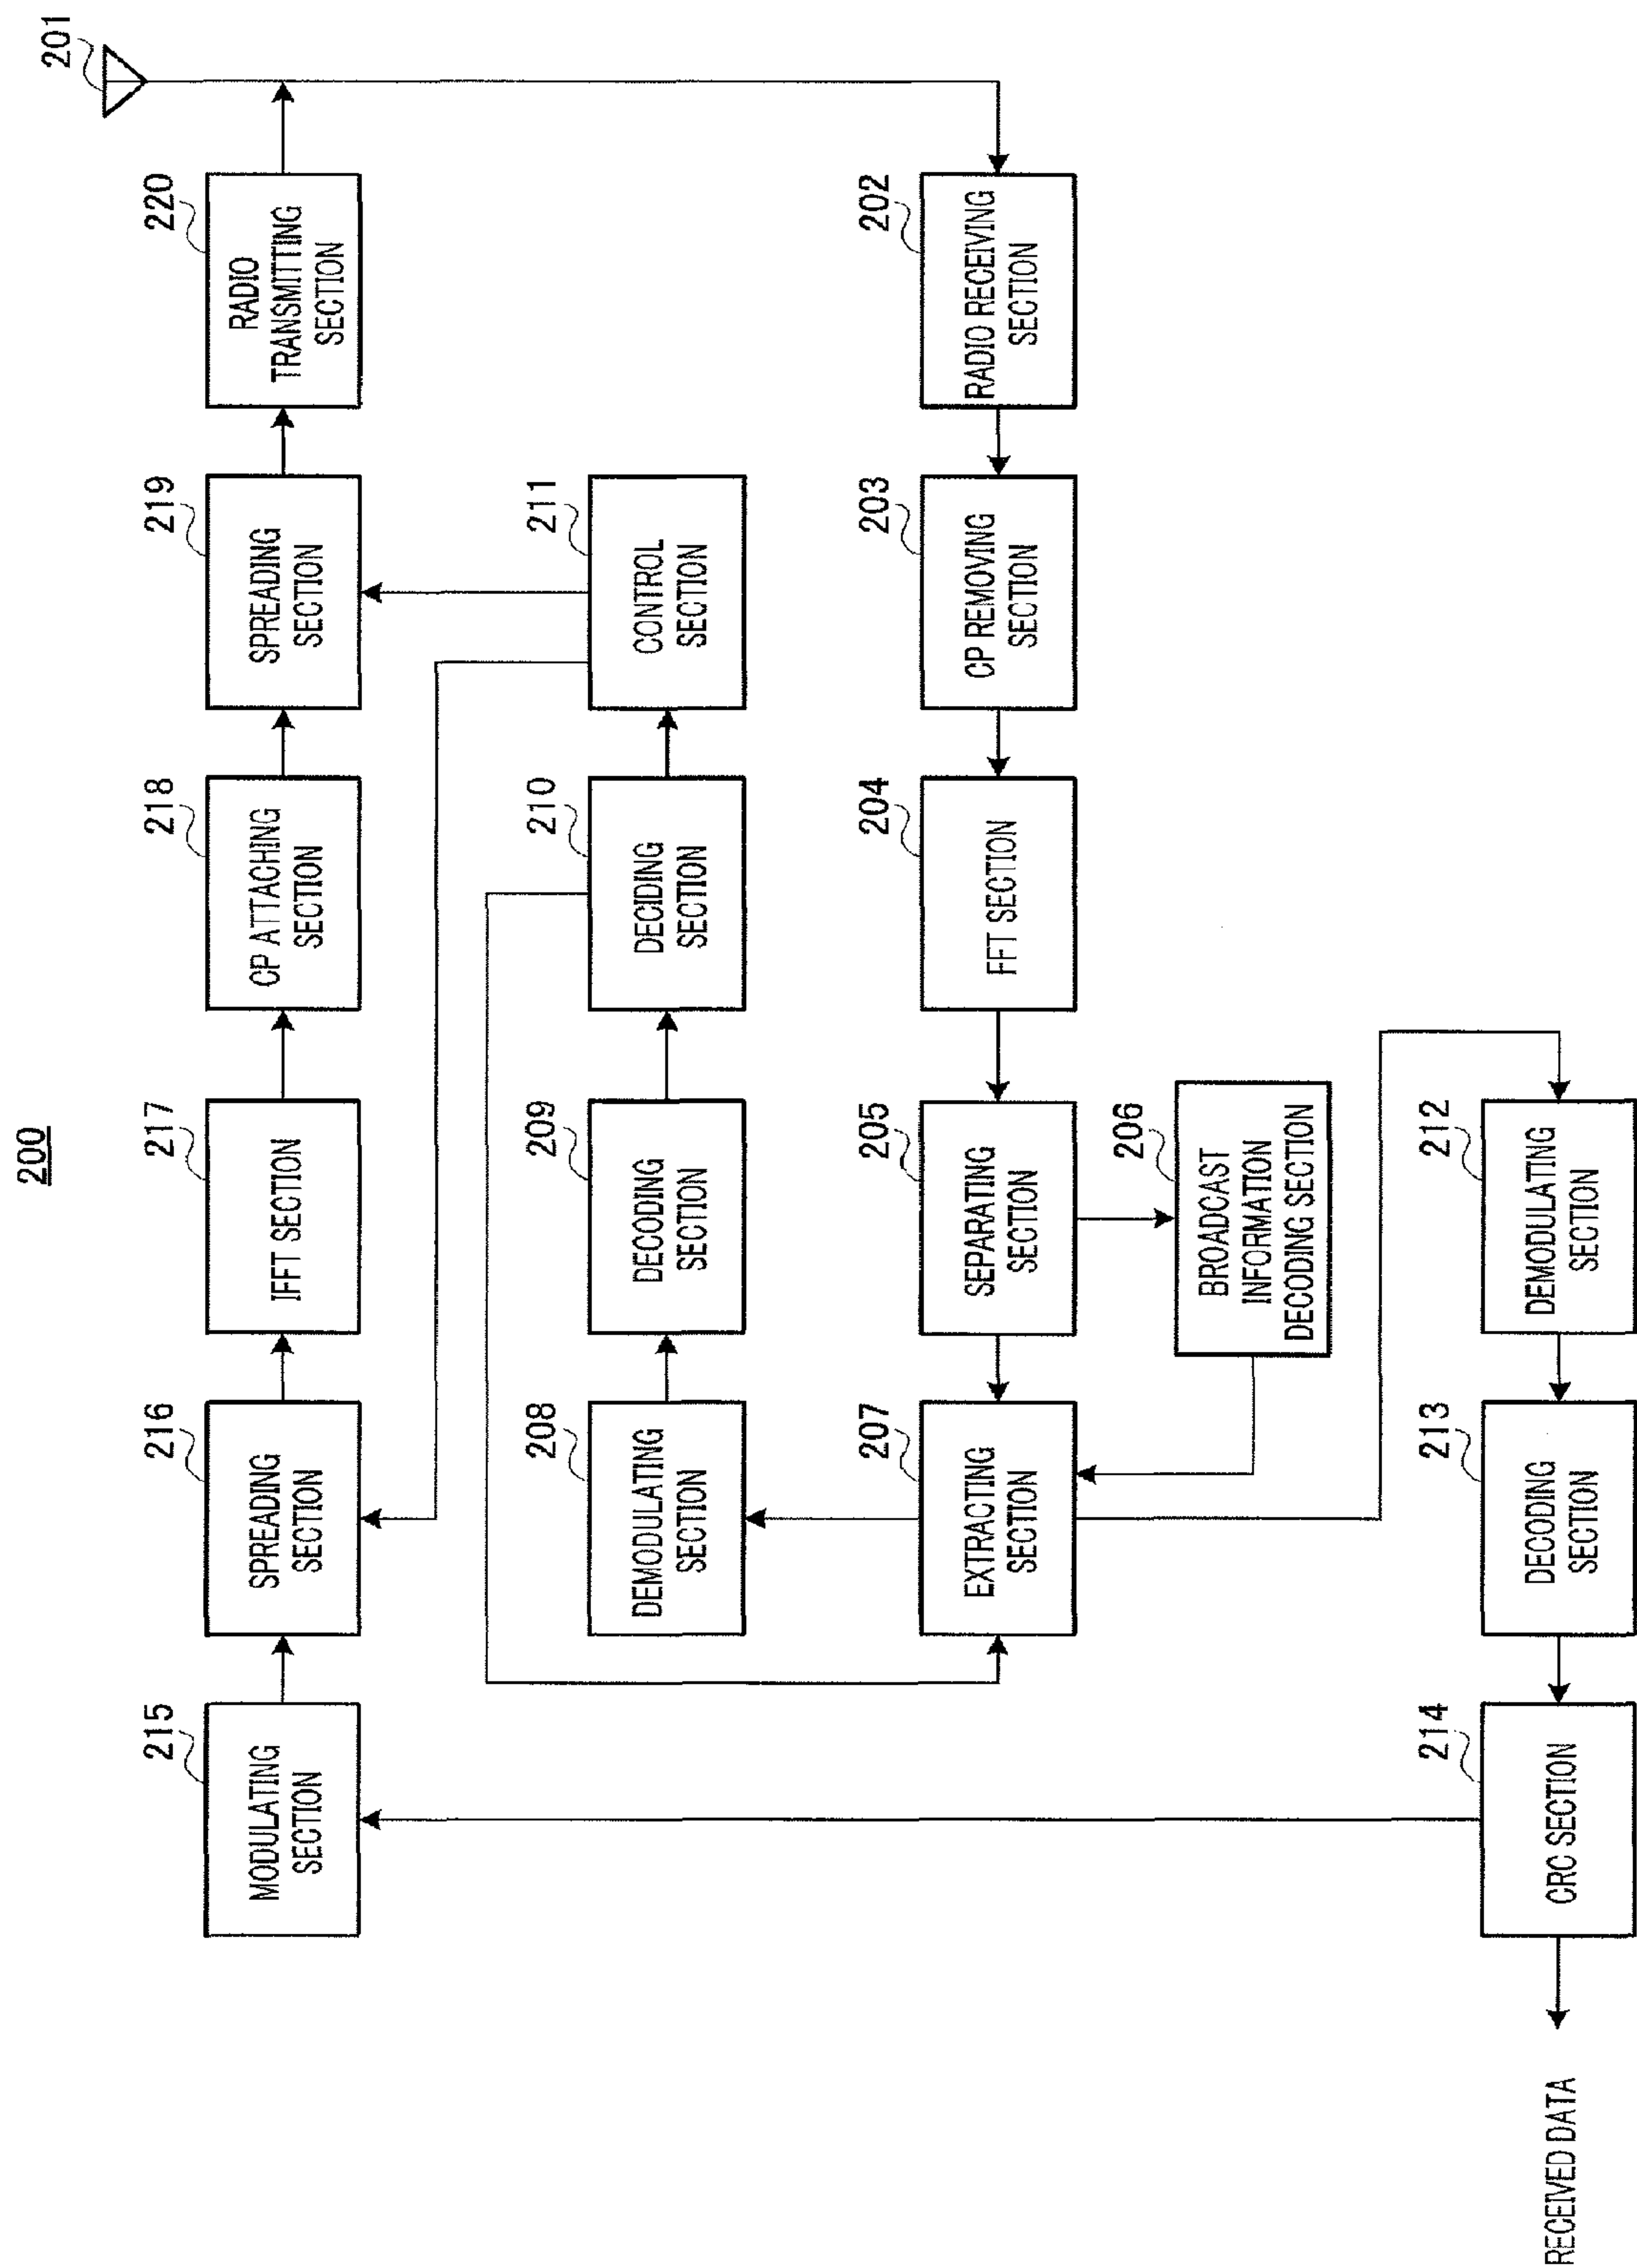 200
201
220
RADIO
TRANSMITTING
SECTION
219
SPREADING
SECTION
218
CP ATTACHING
SECTION
217
IFFT SECTION
216
SPREADING
SECTION
215
MODULATING
SECTION
211
CONTROL
SECTION
210
DECIDING
SECTION
209
DECODING
SECTION
208
DEMODULATING
SECTION
202
RADIO RECEIVING
SECTION
203
CP REMOVING
SECTION
204
FFT SECTION
205
SEPARATING
SECTION
206
BROADCAST
INFORMATION
DECODING SECTION
207
EXTRACTING
SECTION
212
DEMODULATING
SECTION
213
DECODING
SECTION
214
CRC SECTION
RECEIVED DATA